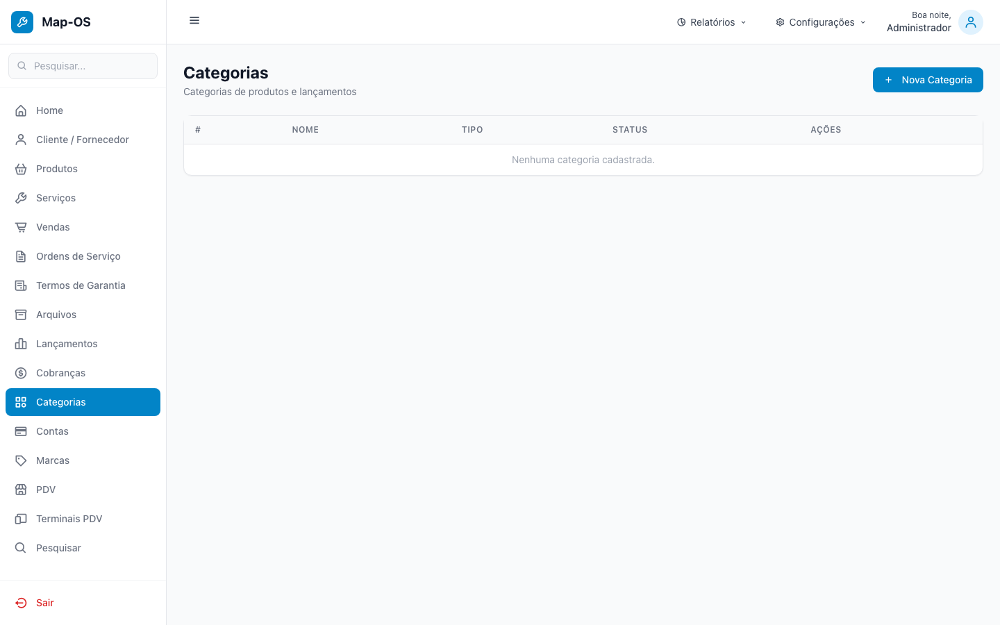 Map-OS
Pesquisar...
Home
Cliente / Fornecedor
Produtos
Serviços
Vendas
Ordens de Serviço
Termos de Garantia
Arquivos
Lançamentos
Cobranças
Categorias
Contas
Marcas
PDV
Terminais PDV
Pesquisar
Sair
Relatórios
Configurações
Boa noite,
Administrador
Categorias
Categorias de produtos e lançamentos
+ Nova Categoria
# NOME TIPO STATUS AÇÕES
Nenhuma categoria cadastrada.